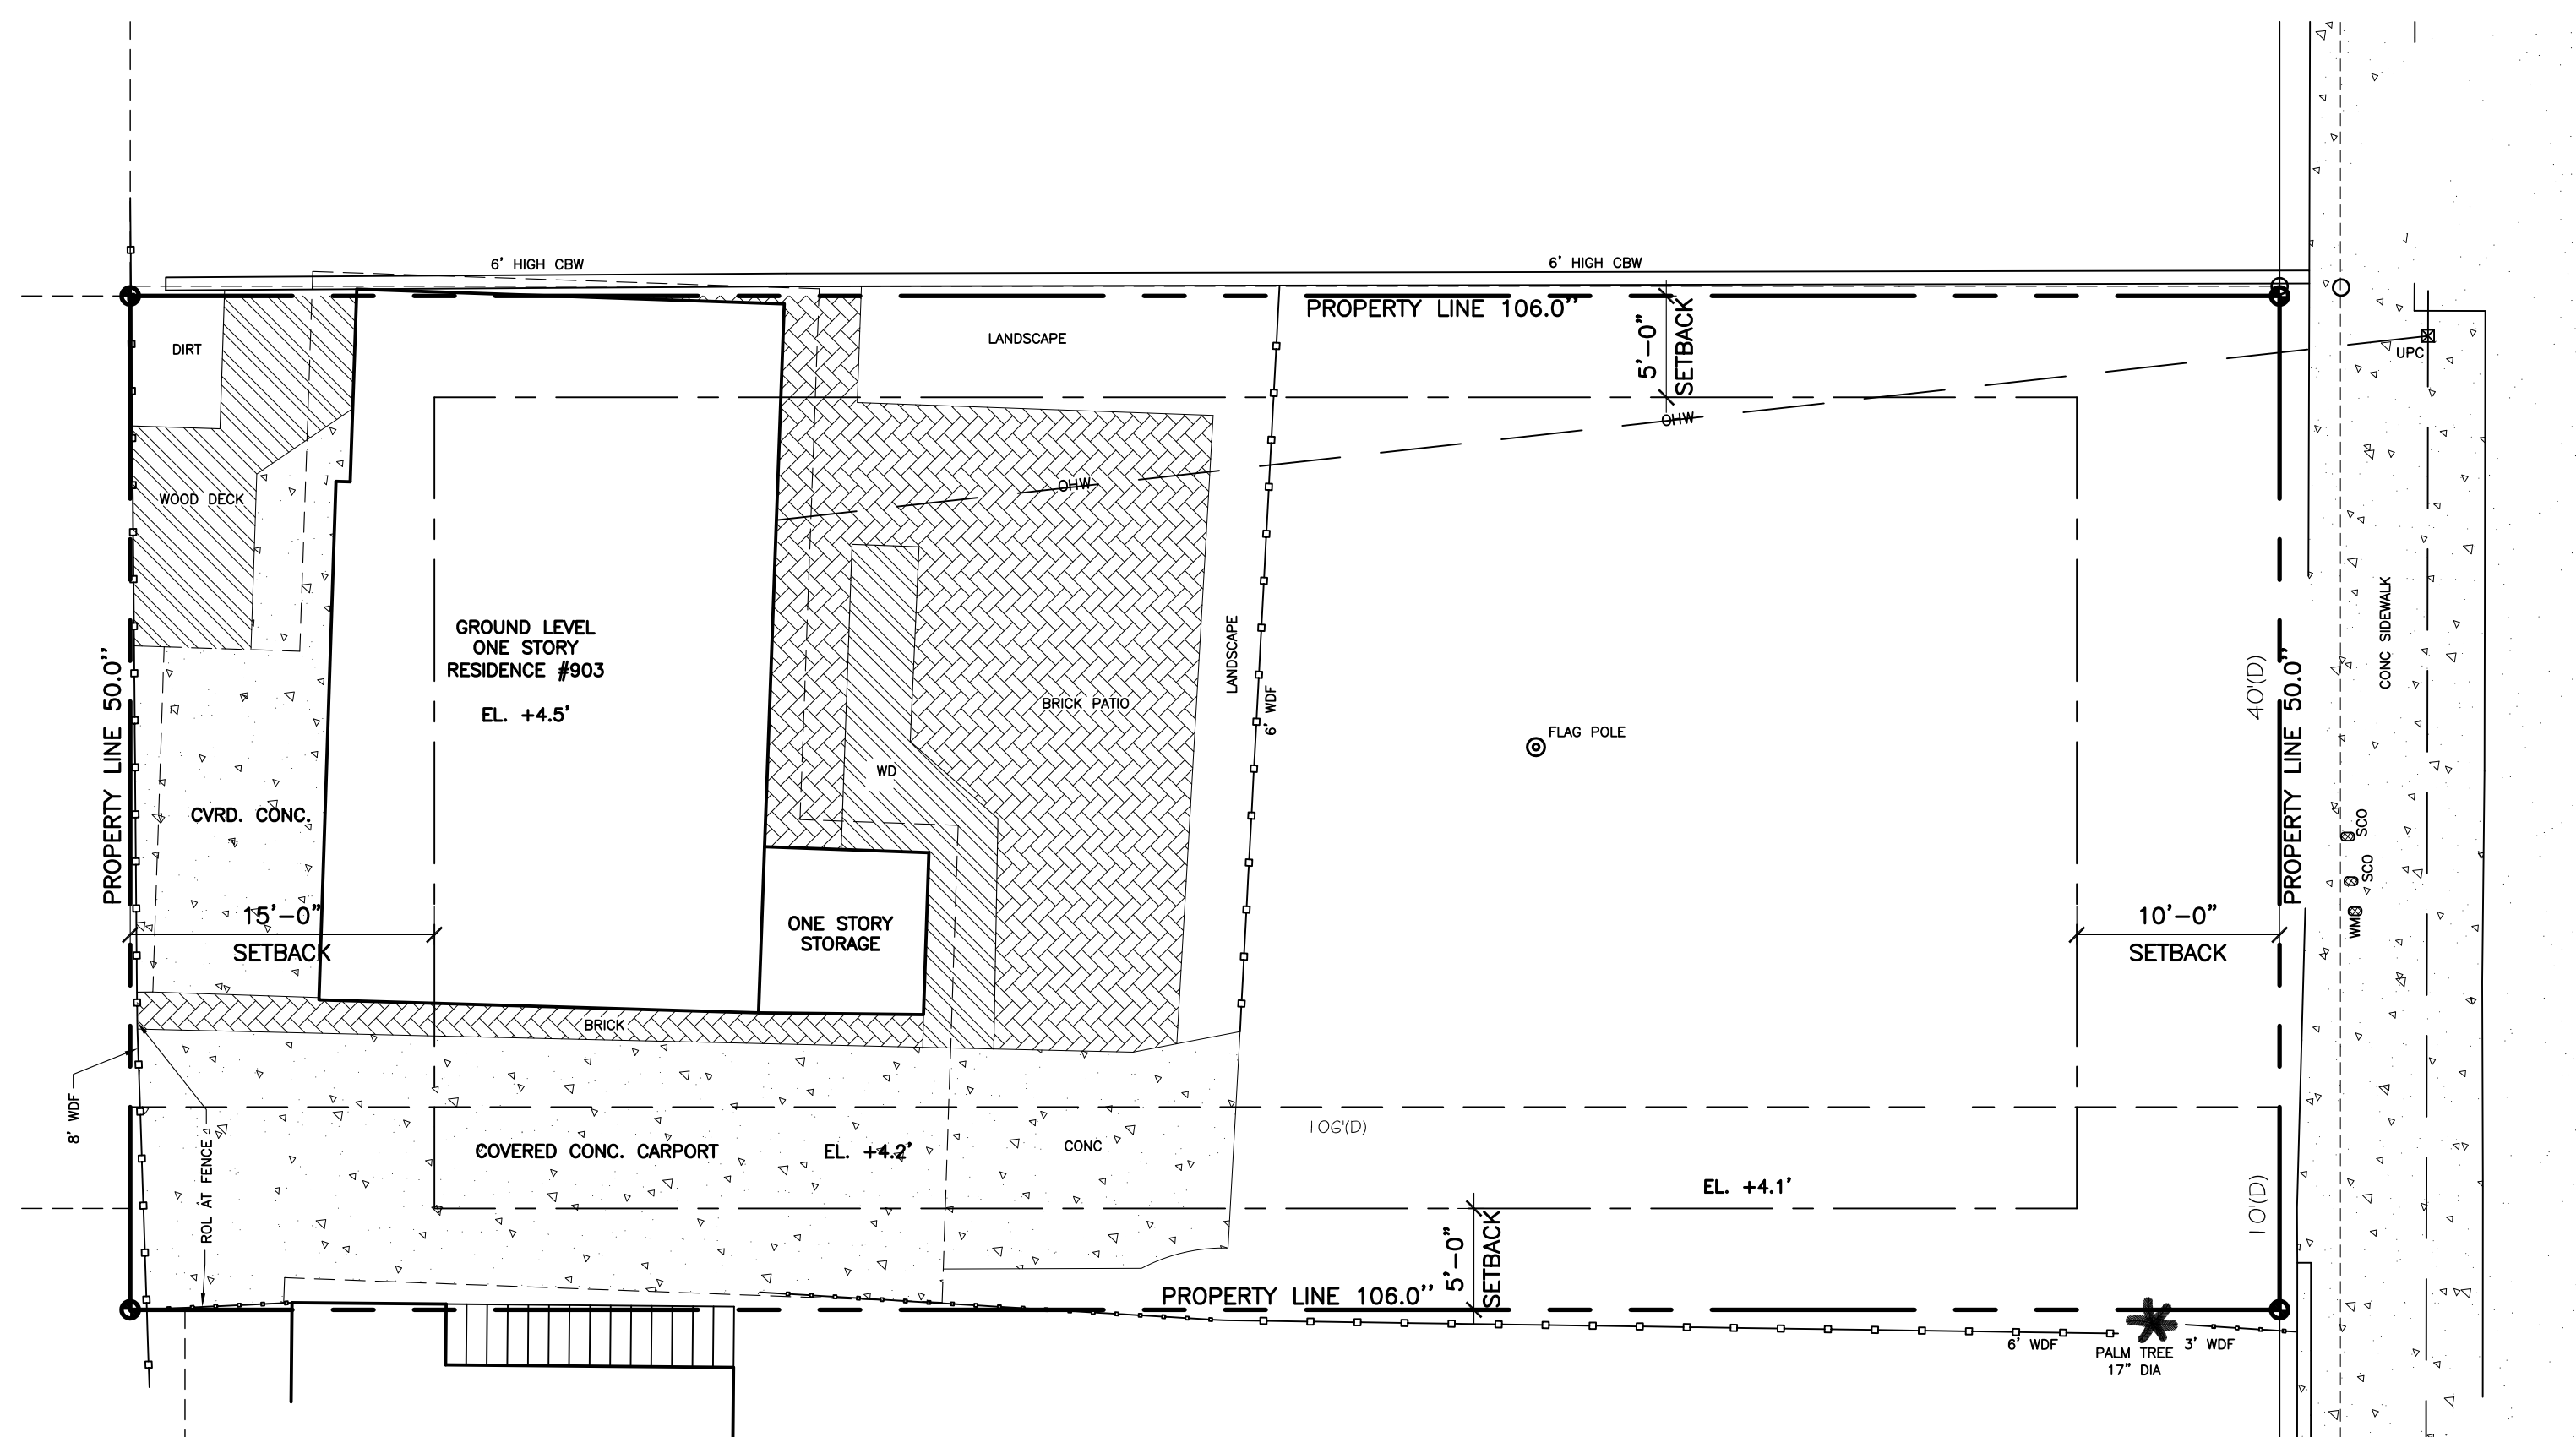 6' HIGH CBW
6' HIGH CBW
PROPERTY LINE 106.0''
5'-0"
SETBACK
DIRT
LANDSCAPE
UPC
OHW
OHW
WOOD DECK
GROUND LEVEL
ONE STORY
RESIDENCE #903
EL. +4.5'
LANDSCAPE
6' WDF
BRICK PATIO
FLAG POLE
CONC SIDEWALK
40'(D)
PROPERTY LINE 50.0''
PROPERTY LINE 50.0''
WD
CVRD. CONC.
SCO
SCO
WM
15'-0"
SETBACK
ONE STORY
STORAGE
10'-0"
SETBACK
BRICK
8' WDF
ROL AT FENCE
COVERED CONC. CARPORT
EL. +4.2'
CONC
106'(D)
EL. +4.1'
10'(D)
5'-0"
SETBACK
PROPERTY LINE 106.0''
6' WDF
PALM TREE
17" DIA
3' WDF